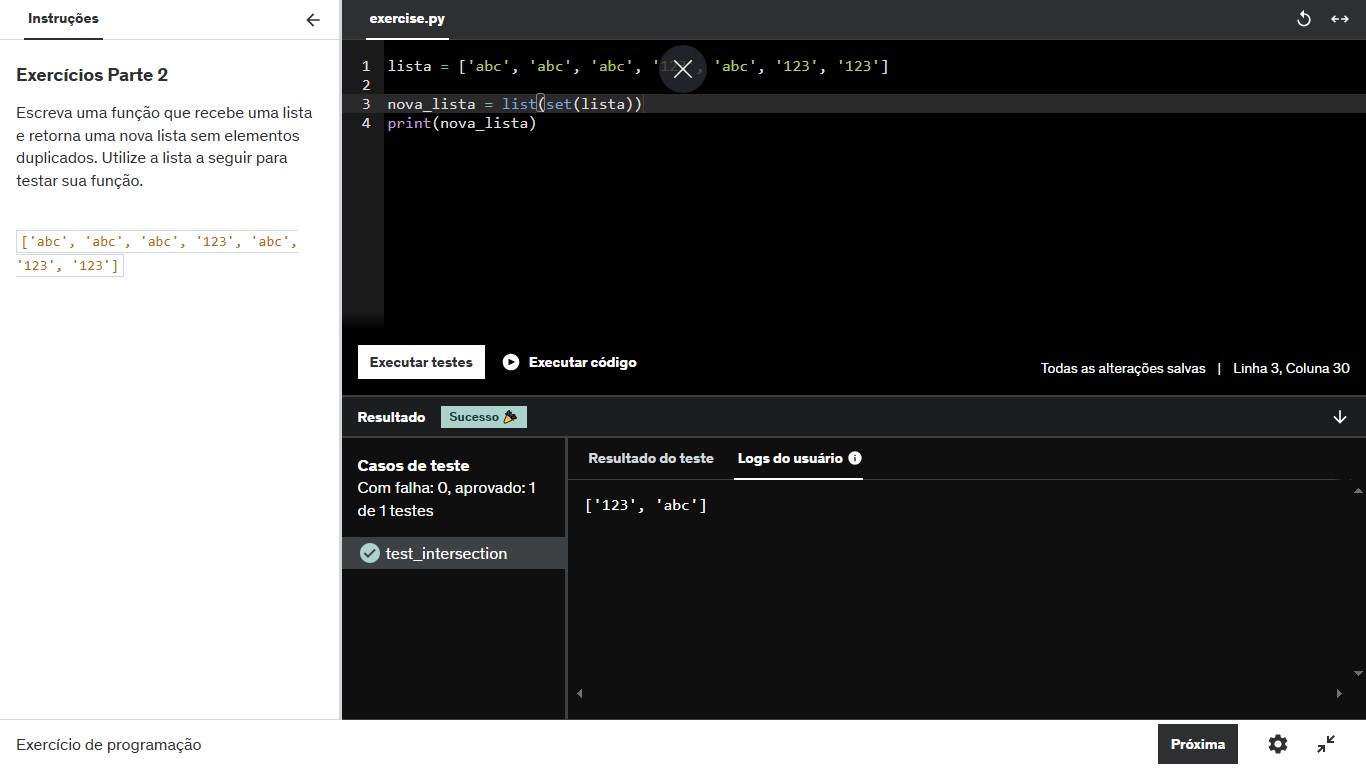 Instruções
Exercícios Parte 2
Escreva uma função que recebe uma lista
e retorna uma nova lista sem elementos
duplicados. Utilize a lista a seguir para
testar sua função.
['abc', 'abc', 'abc', '123', 'abc',
'123', '123']
exercise.py
1 lista = ['abc', 'abc', 'abc', '123', 'abc', '123', '123']
2
3 nova_lista = list(set(lista))
4 print(nova_lista)
Executar testes
Executar código
Todas as alterações salvas | Linha 3, Coluna 30
Resultado
Sucesso
Casos de teste
Com falha: 0, aprovado: 1
de 1 testes
test_intersection
Resultado do teste
Logs do usuário
['123', 'abc']
Exercício de programação
Próxima